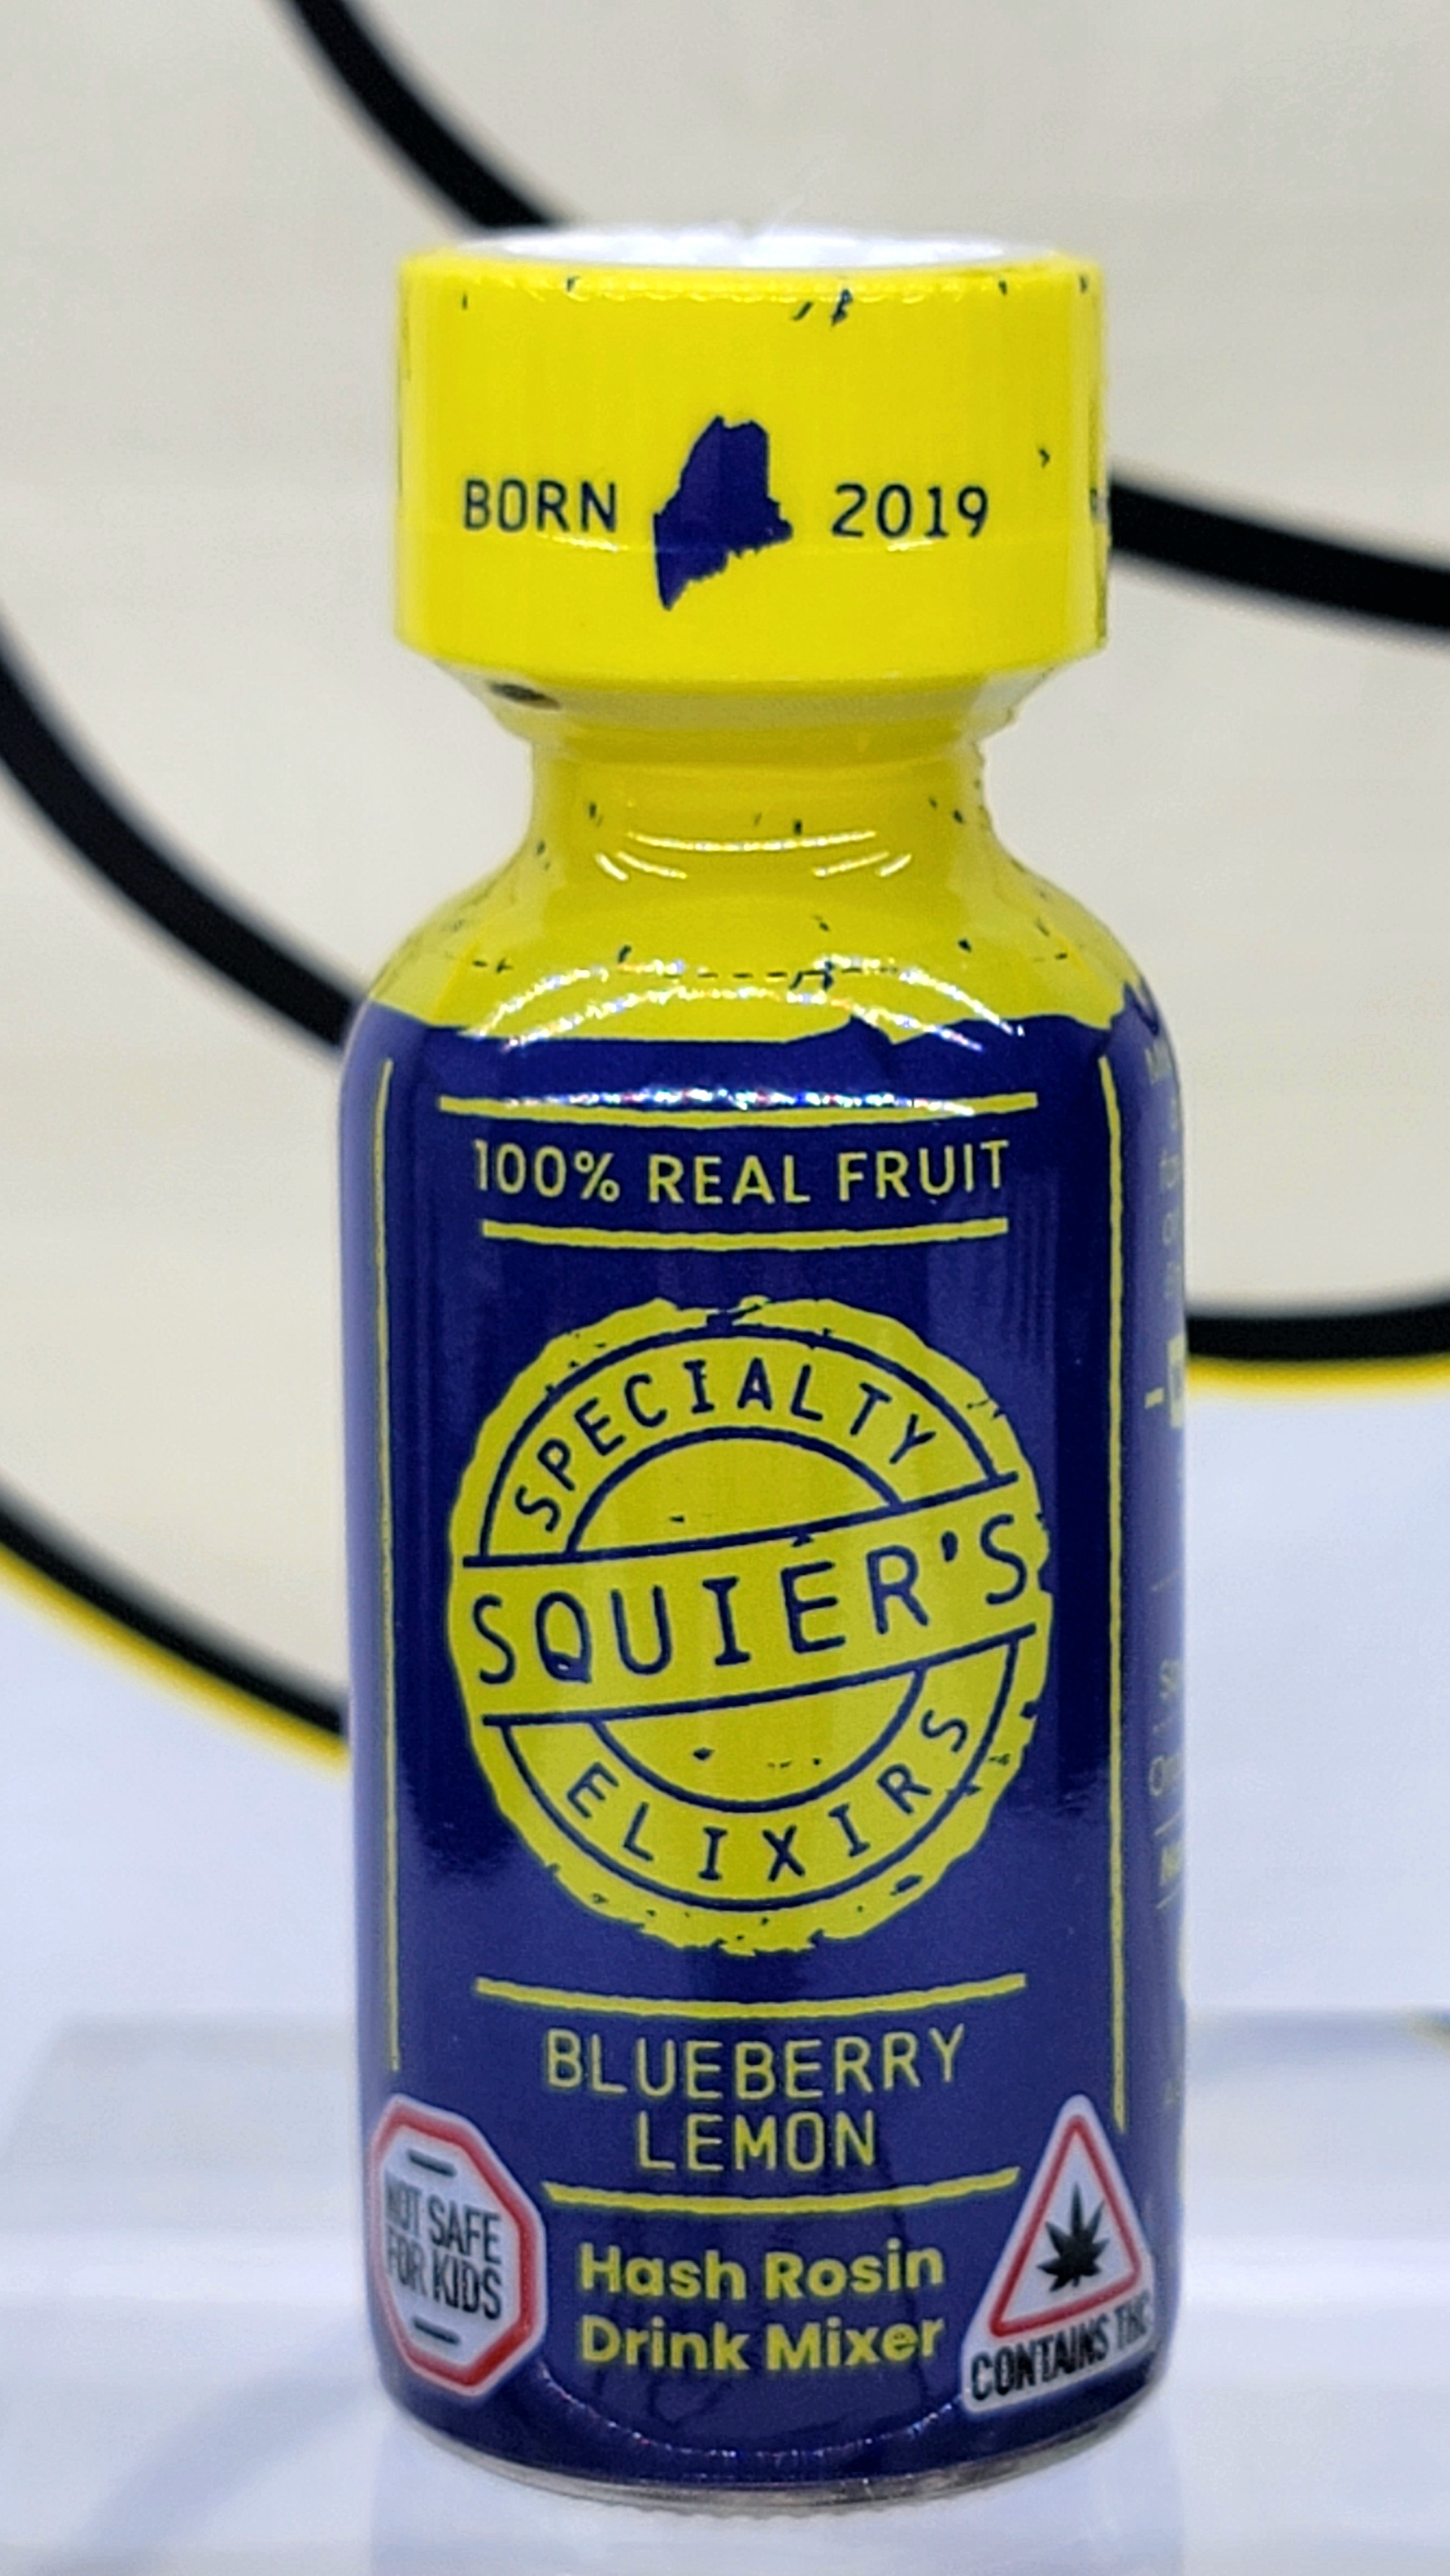 BORN 2019
100% REAL FRUIT
SPECIALTY
SQUIER'S
ELIXIRS
BLUEBERRY
LEMON
Hash Rosin
Drink Mixer
NOT SAFE
FOR KIDS
CONTAINS THC